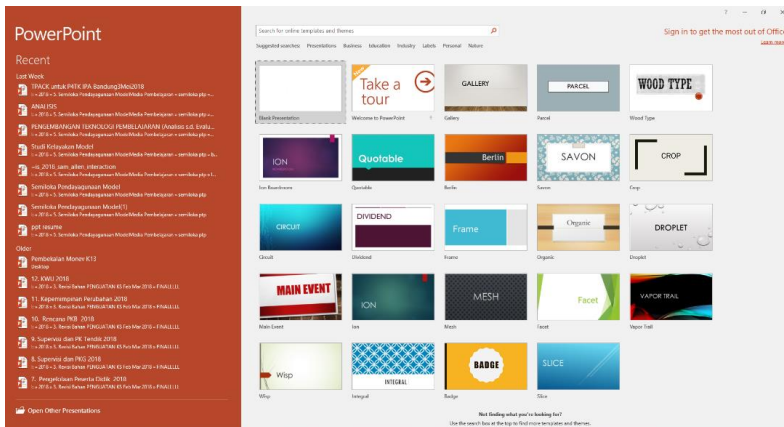 PowerPoint
Recent
Last Week
TPACK untuk P4TK IPA Bandung3Mei2018
ANALISIS
PENGEMBANGAN TEKNOLOGI PEMBELAJARAN (Analisis s.d. Evalu...
Studi Kelayakan Model
Semiloka Pendayagunaan Model
Semiloka Pendayagunaan Model(1)
ppt resume
Older
Pembekalan Monev K13
Desktop
12. KWU 2018
11. Kepemimpinan Perubahan 2018
10. Rencana PKB 2018
9. Supervisi dan PK Tendik 2018
8. Supervisi dan PKG 2018
7. Pengelolaan Peserta Didik 2018
Open Other Presentations
Search for online templates and themes
Suggested searches: Presentations Business Education Industry Labels Personal Nature
Sign in to get the most out of Office
Learn more
Take a tour
GALLERY
PARCEL
WOOD TYPE
Blank Presentation
Welcome to PowerPoint
Gallery
Parcel
Wood Type
ION
Quotable
Berlin
SAVON
CROP
Ion Boardroom
Quotable
Berlin
Savon
Crop
CIRCUIT
DIVIDEND
Frame
Organic
DROPLET
Circuit
Dividend
Frame
Organic
Droplet
MAIN EVENT
ION
MESH
Facet
VAPOR TRAIL
Main Event
Ion
Mesh
Facet
Vapor Trail
Wisp
INTEGRAL
BADGE
SLICE
Wisp
Integral
Badge
Slice
Not finding what you're looking for?
Use the search box at the top to find more templates and themes.